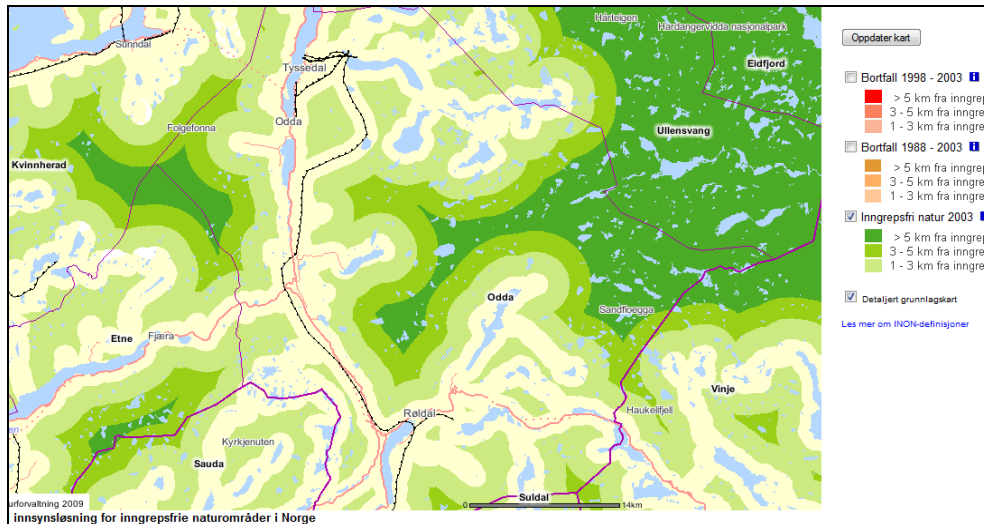 Sunndal
Hårteigen
Hardangervidda nasjonalpark
Tyssedal
Eidfjord
Odda
Folgefonna
Ullensvang
Kvinnherad
Odda
Sandfloegga
Etne
Fjæra
Vinje
Røldal
Haukelifjell
Kyrkjenuten
Sauda
Suldal
en
0
14km
urforvaltning 2009
innsynsløsning for inngrepsfrie naturområder i Norge
Oppdater kart
Bortfall 1998 - 2003 i
> 5 km fra inngrep
3 - 5 km fra inngre
1 - 3 km fra inngre
Bortfall 1988 - 2003 i
> 5 km fra inngrep
3 - 5 km fra inngre
1 - 3 km fra inngre
Inngrepsfri natur 2003
> 5 km fra inngrep
3 - 5 km fra inngre
1 - 3 km fra inngre
Detaljert grunnlagskart
Les mer om INON-definisjoner